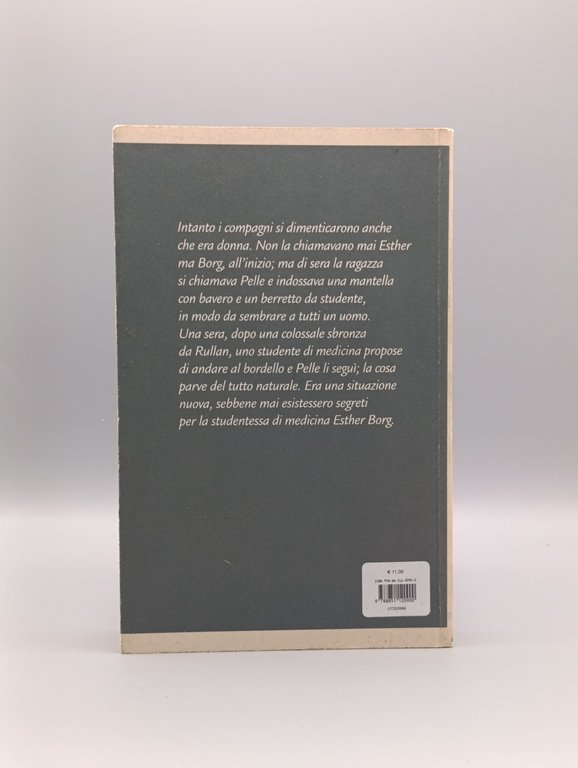 Intanto i compagni si dimenticarono anche
che era donna. Non la chiamavano mai Esther
ma Borg, all'inizio; ma di sera la ragazza
si chiamava Pelle e indossava una mantella
con bavero e un berretto da studente,
in modo da sembrare a tutti un uomo.
Una sera, dopo una colossale sbronza
da Rullan, uno studente di medicina propose
di andare al bordello e Pelle li seguì; la cosa
parve del tutto naturale. Era una situazione
nuova, sebbene mai esistessero segreti
per la studentessa di medicina Esther Borg.
€ 11,00
ISBN
9 788851 120900